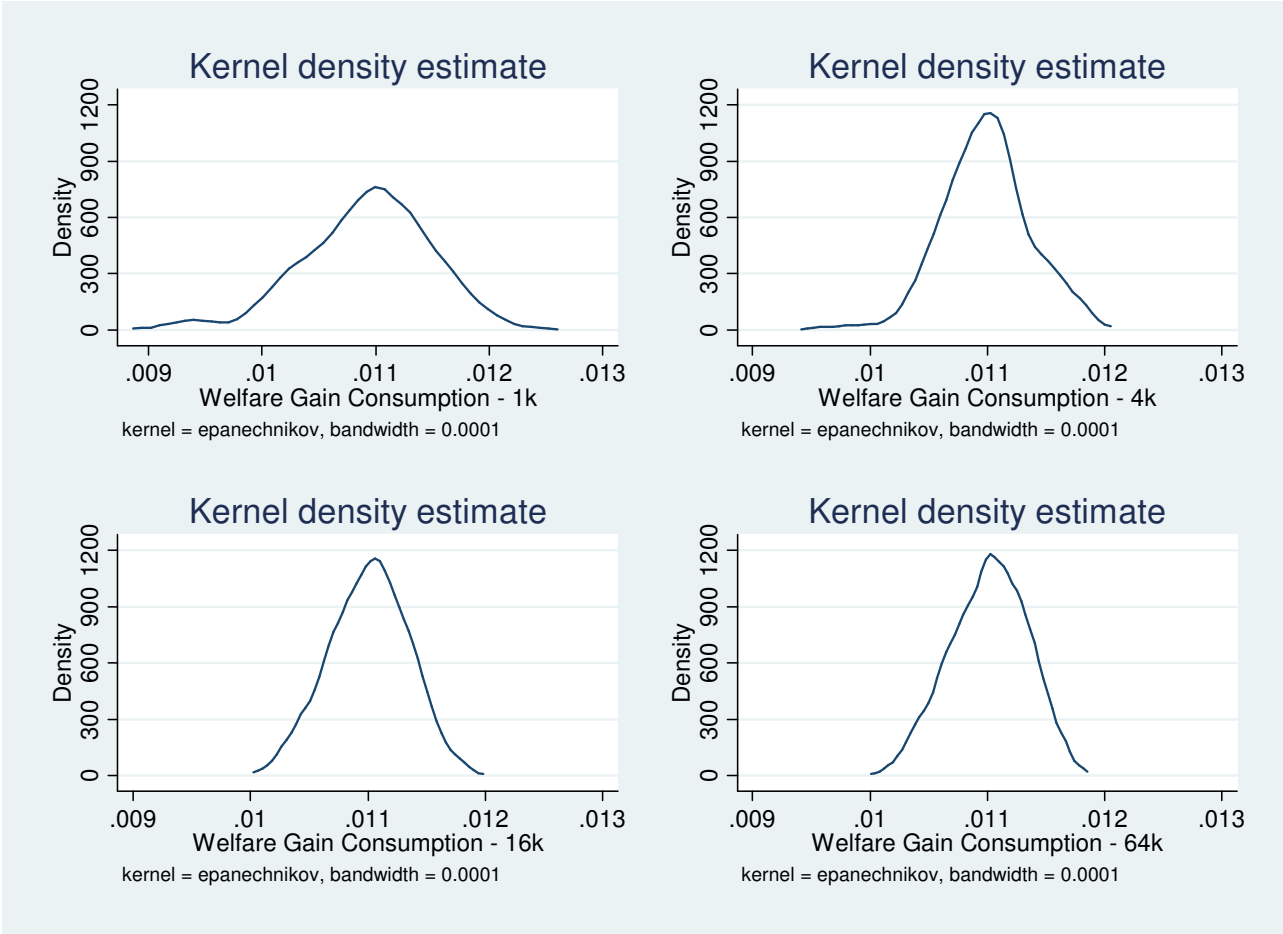 Kernel density estimate
1200
900
600
300
0
Density
.009 .01 .011 .012 .013
Welfare Gain Consumption - 1k
kernel = epanechnikov, bandwidth = 0.0001
Kernel density estimate
1200
900
600
300
0
Density
.009 .01 .011 .012 .013
Welfare Gain Consumption - 4k
kernel = epanechnikov, bandwidth = 0.0001
Kernel density estimate
1200
900
600
300
0
Density
.009 .01 .011 .012 .013
Welfare Gain Consumption - 16k
kernel = epanechnikov, bandwidth = 0.0001
Kernel density estimate
1200
900
600
300
0
Density
.009 .01 .011 .012 .013
Welfare Gain Consumption - 64k
kernel = epanechnikov, bandwidth = 0.0001